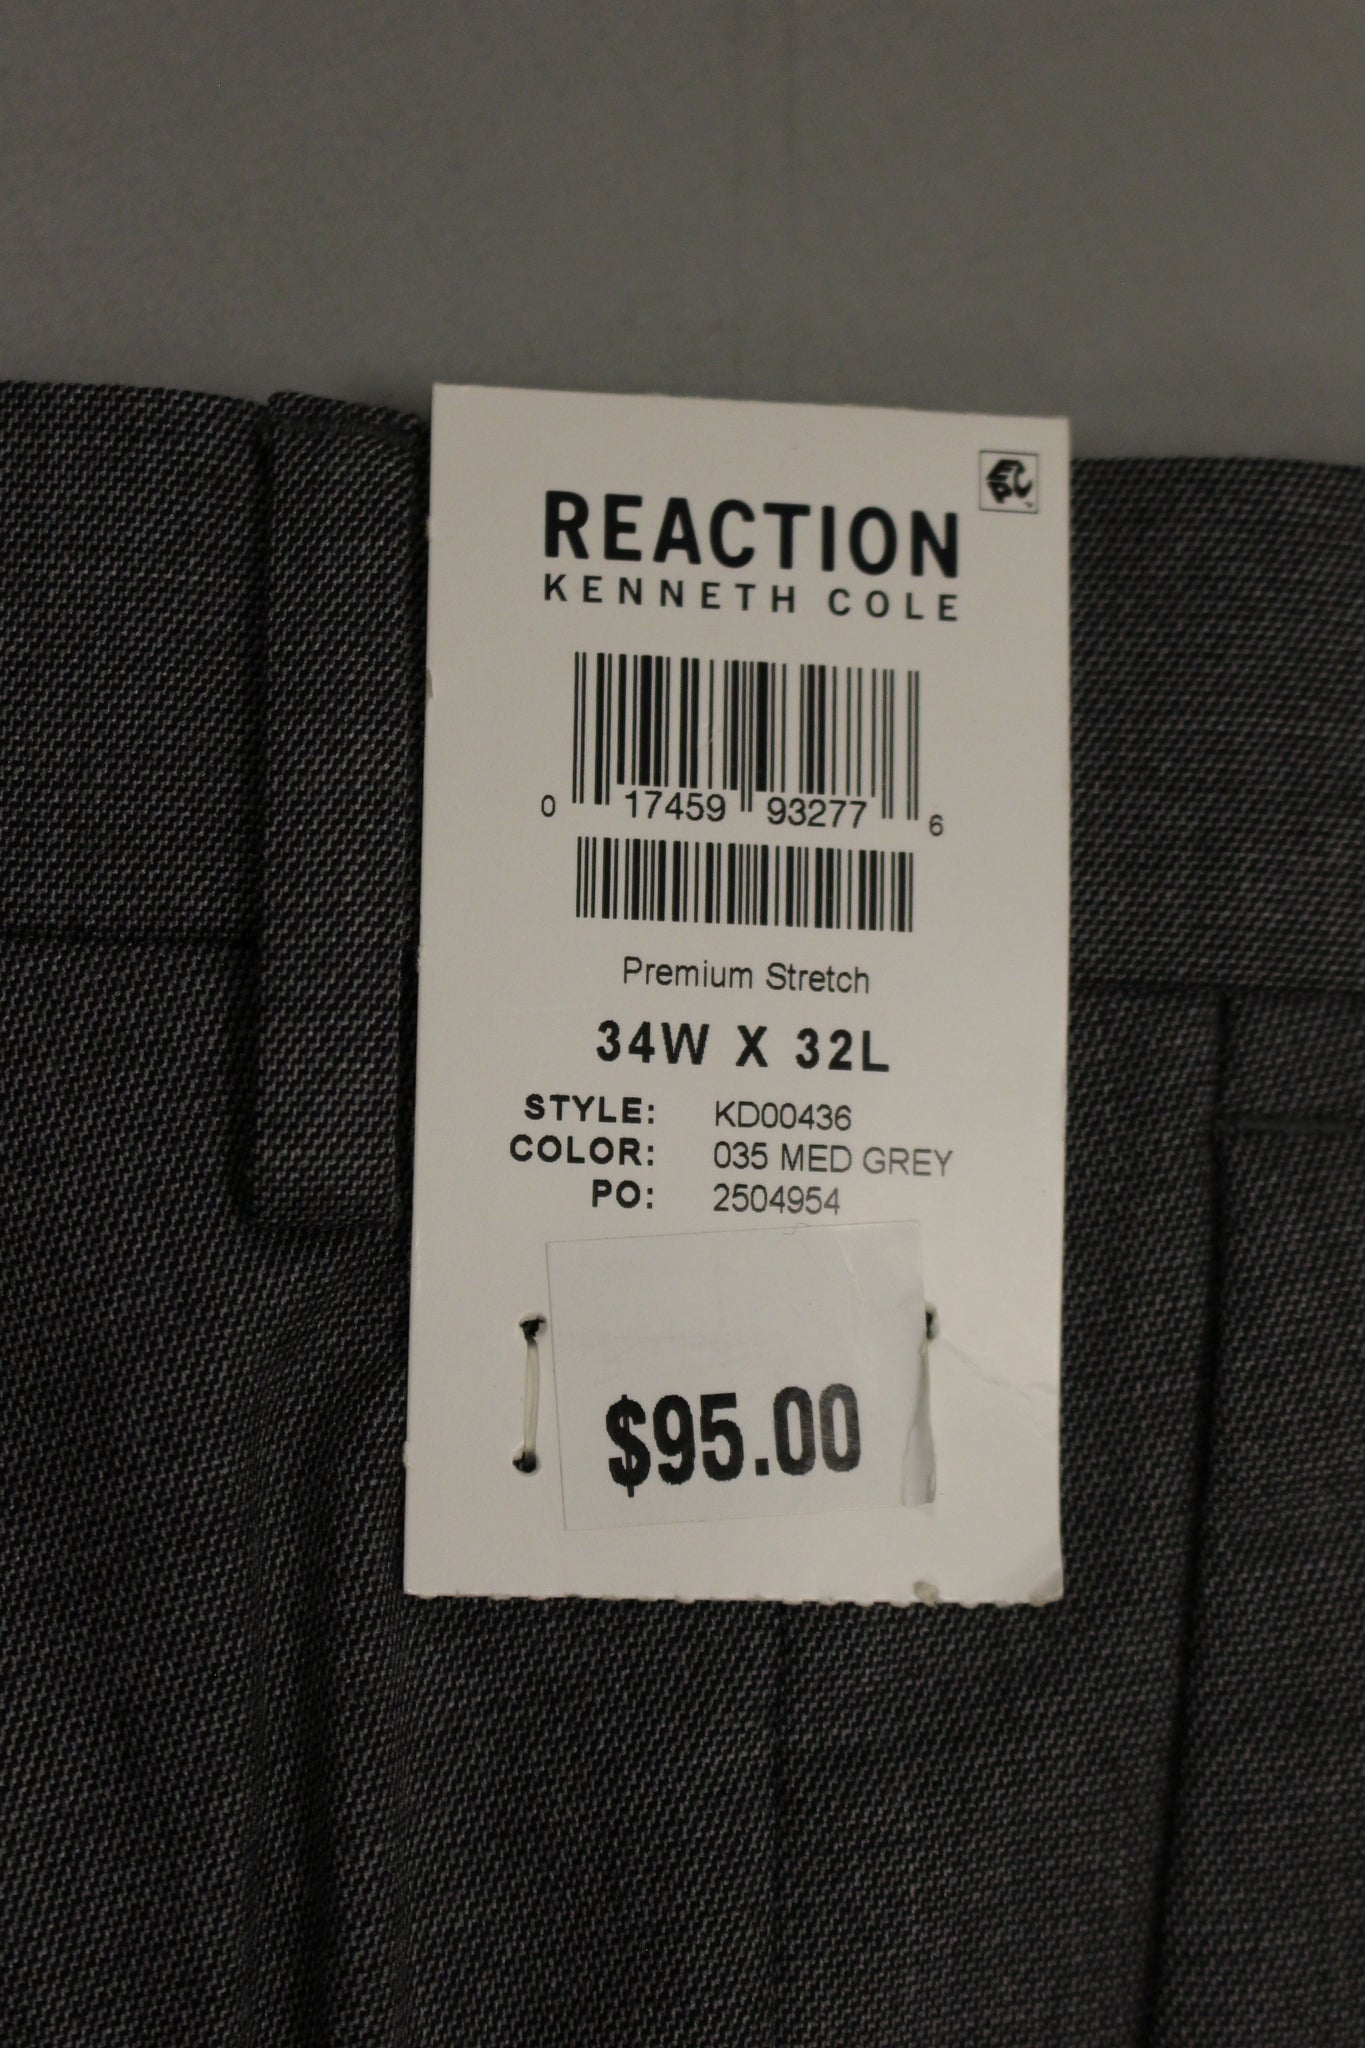 REACTION
KENNETH COLE
0 17459 93277 6
Premium Stretch
34W X 32L
STYLE: KD00436
COLOR: 035 MED GREY
PO: 2504954
$95.00